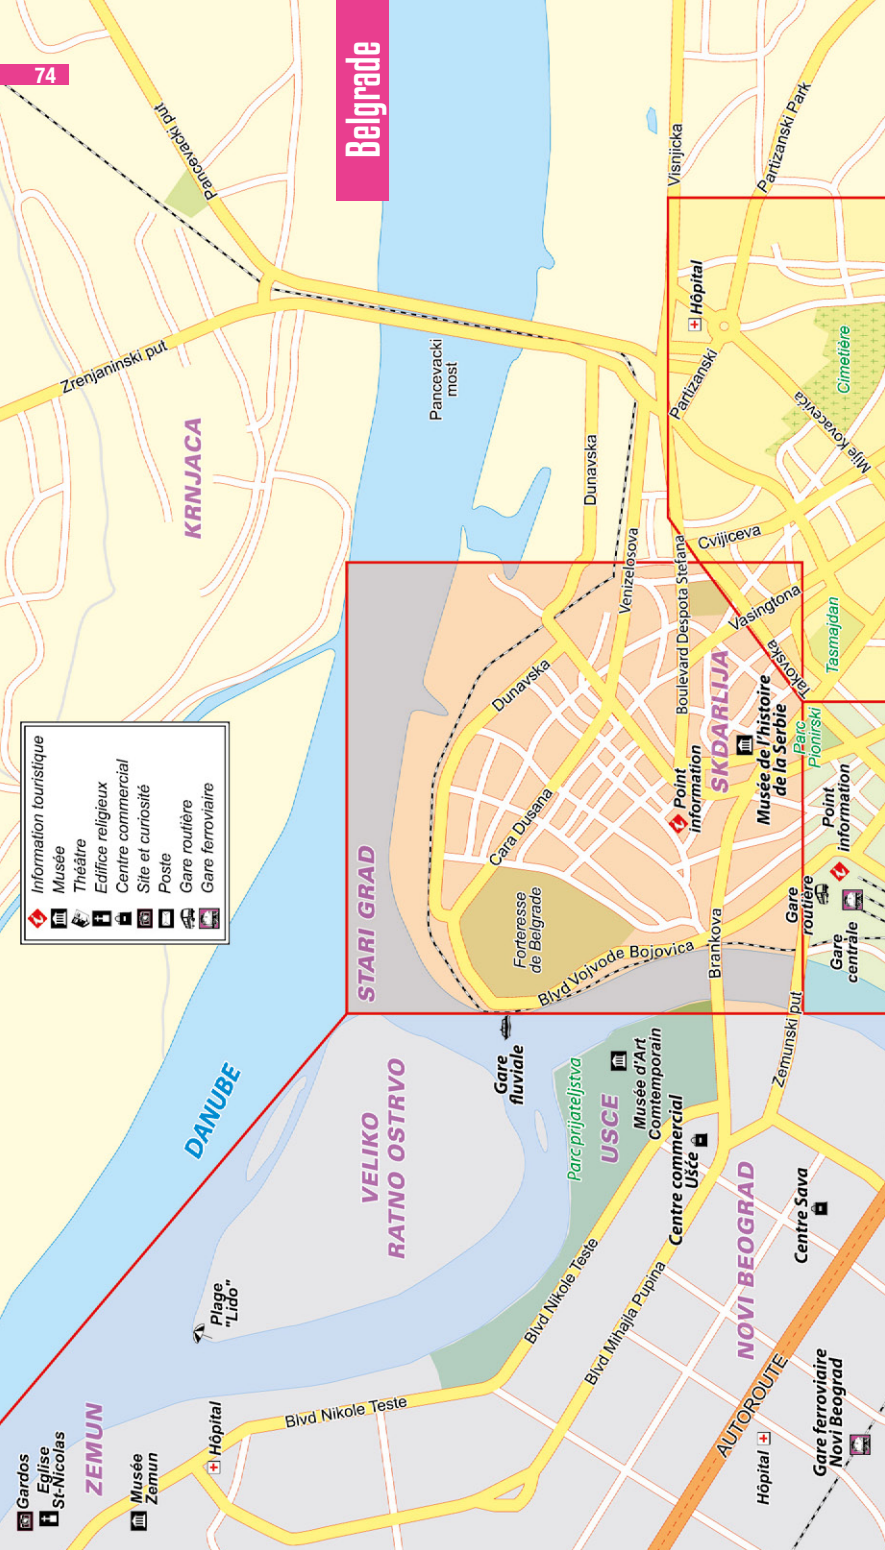 74
Belgrade
Pancevacki put
Zrenjaninski put
KRNJACA
Pancevacki
most
Visnjicka
Partizanski Park
Hôpital
Partizanski
Cimetière
Mije Kovacevića
Dunavska
Venizelosova
Cvijiceva
Boulevard Despota Stefana
Vasingtona
Takovska
Tasmajdan
Information touristique
Musée
Théâtre
Edifice religieux
Centre commercial
Site et curiosité
Poste
Gare routière
Gare ferroviaire
STARI GRAD
Dunavska
Cara Dusana
SKDARLIJA
Musée de l'histoire
de la Serbie
Parc
Pionirski
Point
information
Point
information
Forteresse
de Belgrade
Blvd Vojvode Bojovica
Brankova
Gare
routière
Gare
centrale
Zemunski put
DANUBE
VELIKO
RATNO OSTRVO
Gare
fluviale
Parc prijateljstva
USCE
Musée d'Art
Comtemporain
Centre commercial
Ušće
Plage
"Lido"
Blvd Nikole Teste
Blvd Mihajla Pupina
NOVI BEOGRAD
Centre Sava
AUTOROUTE
Blvd Nikole Teste
Gardos
Eglise
St-Nicolas
ZEMUN
Musée
Zemun
Hôpital
Hôpital
Gare ferroviaire
Novi Beograd